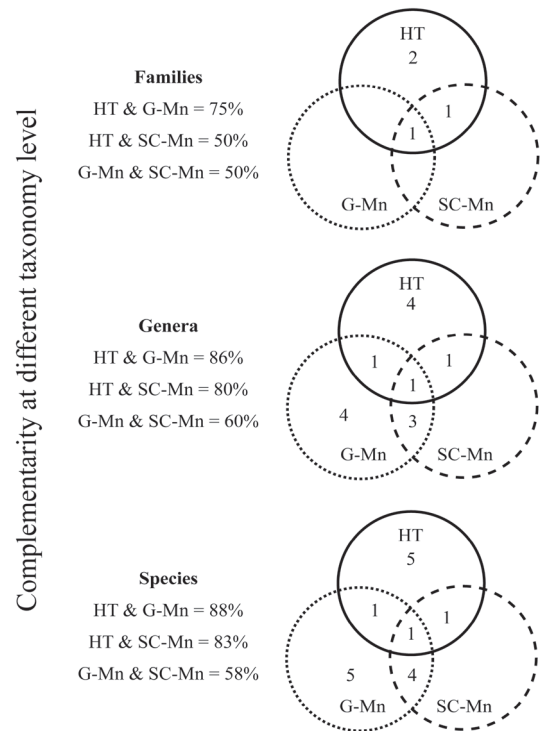 Complementarity at different taxonomy level
Families
HT & G-Mn = 75%
HT & SC-Mn = 50%
G-Mn & SC-Mn = 50%
HT
2
1
1
G-Mn
SC-Mn
Genera
HT & G-Mn = 86%
HT & SC-Mn = 80%
G-Mn & SC-Mn = 60%
HT
4
1
1
1
4
3
G-Mn
SC-Mn
Species
HT & G-Mn = 88%
HT & SC-Mn = 83%
G-Mn & SC-Mn = 58%
HT
5
1
1
1
5
4
G-Mn
SC-Mn